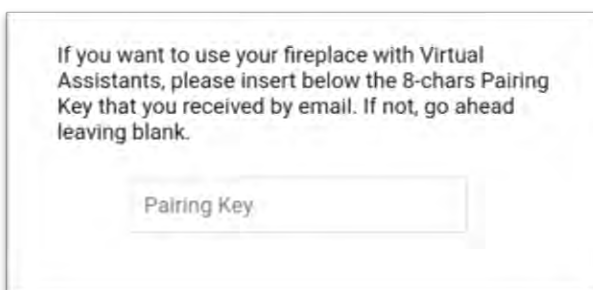 If you want to use your fireplace with Virtual
Assistants, please insert below the 8-chars Pairing
Key that you received by email. If not, go ahead
leaving blank.
Pairing Key